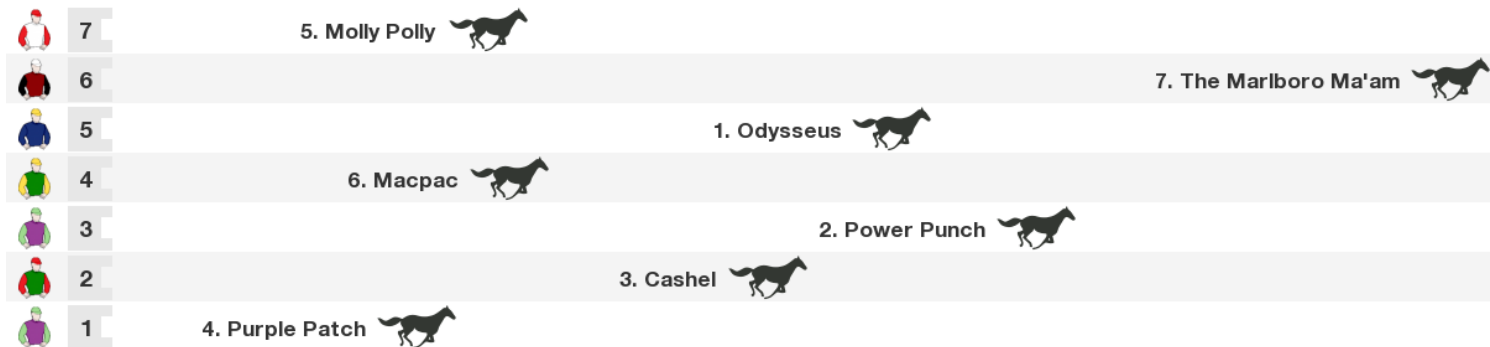 7 5. Molly Polly
6 7. The Marlboro Ma'am
5 1. Odysseus
4 6. Macpac
3 2. Power Punch
2 3. Cashel
1 4. Purple Patch